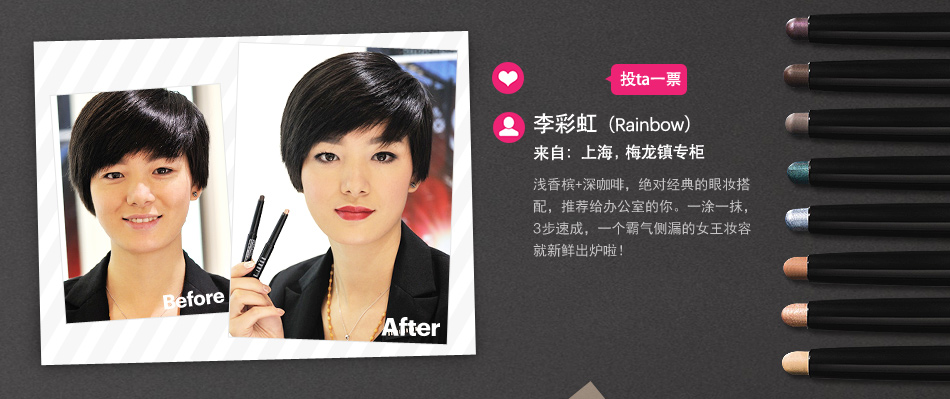 投ta一票
李彩虹（Rainbow）
来自：上海，梅龙镇专柜
浅香槟+深咖啡，绝对经典的眼妆搭
配，推荐给办公室的你。一涂一抹，
3步速成，一个霸气侧漏的女王妆容
就新鲜出炉啦！
Before
After